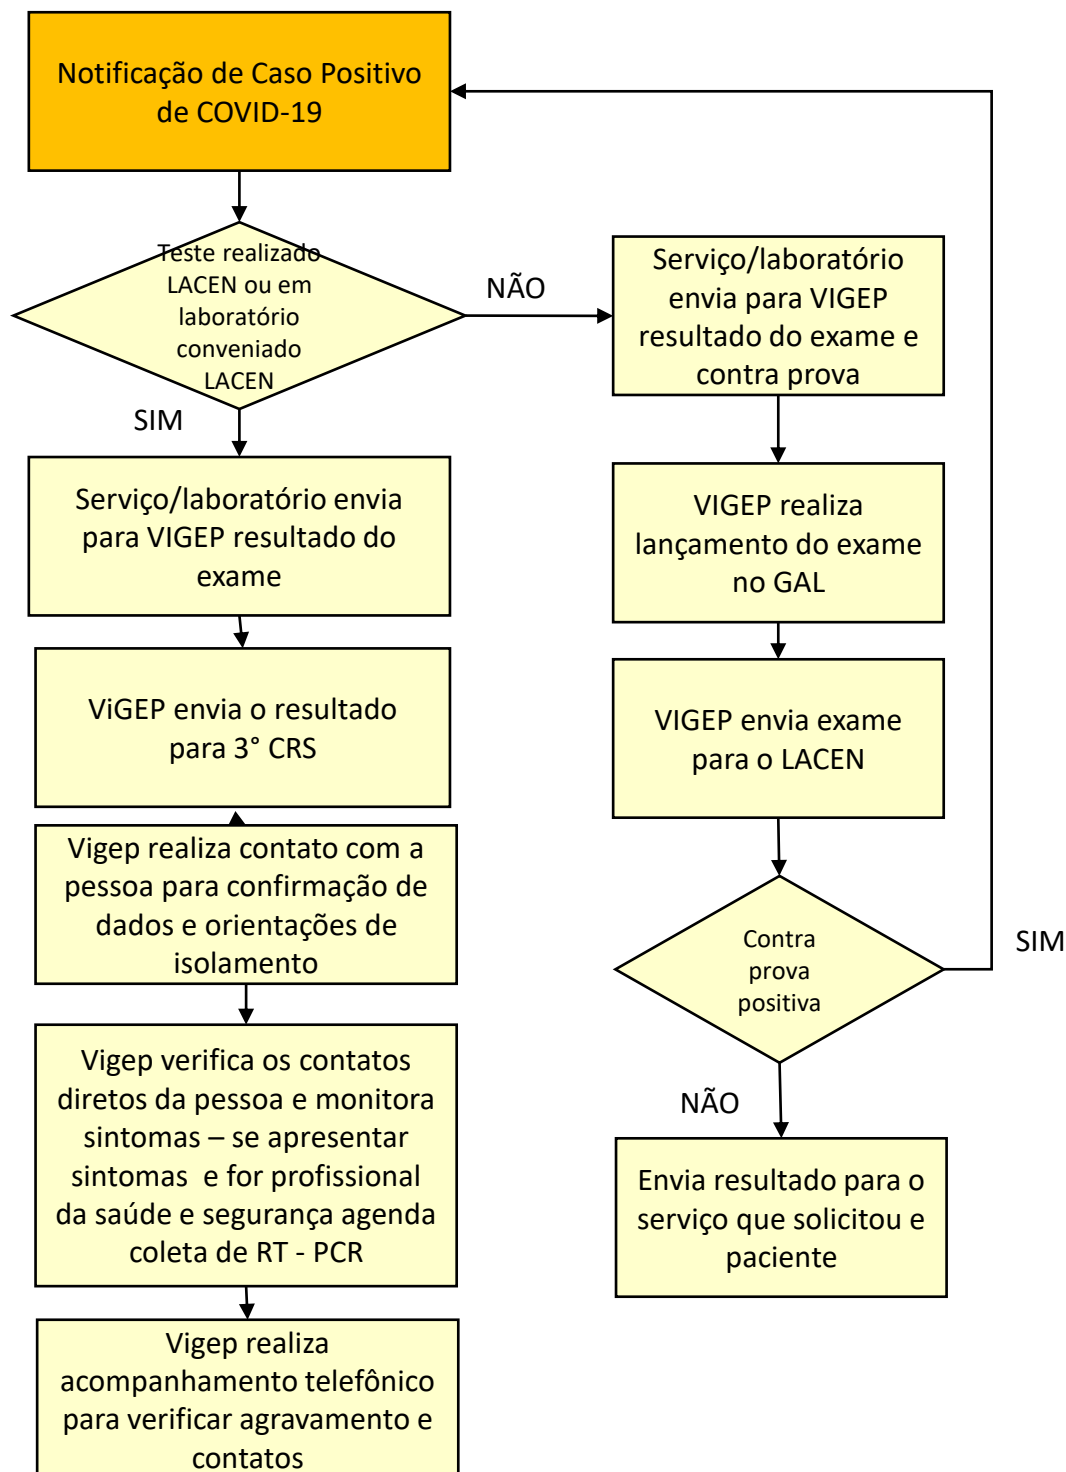 Notificação de Caso Positivo
de COVID-19
Teste realizado
LACEN ou em
laboratório
conveniado
LACEN
NÃO
SIM
Serviço/laboratório
envia para VIGEP
resultado do exame e
contra prova
Serviço/laboratório envia
para VIGEP resultado do
exame
VIGEP realiza
lançamento do exame
no GAL
ViGEP envia o resultado
para 3° CRS
VIGEP envia exame
para o LACEN
Vigep realiza contato com a
pessoa para confirmação de
dados e orientações de
isolamento
Contra
prova
positiva
SIM
NÃO
Vigep verifica os contatos
diretos da pessoa e monitora
sintomas – se apresentar
sintomas  e for profissional
da saúde e segurança agenda
coleta de RT - PCR
Envia resultado para o
serviço que solicitou e
paciente
Vigep realiza
acompanhamento telefônico
para verificar agravamento e
contatos